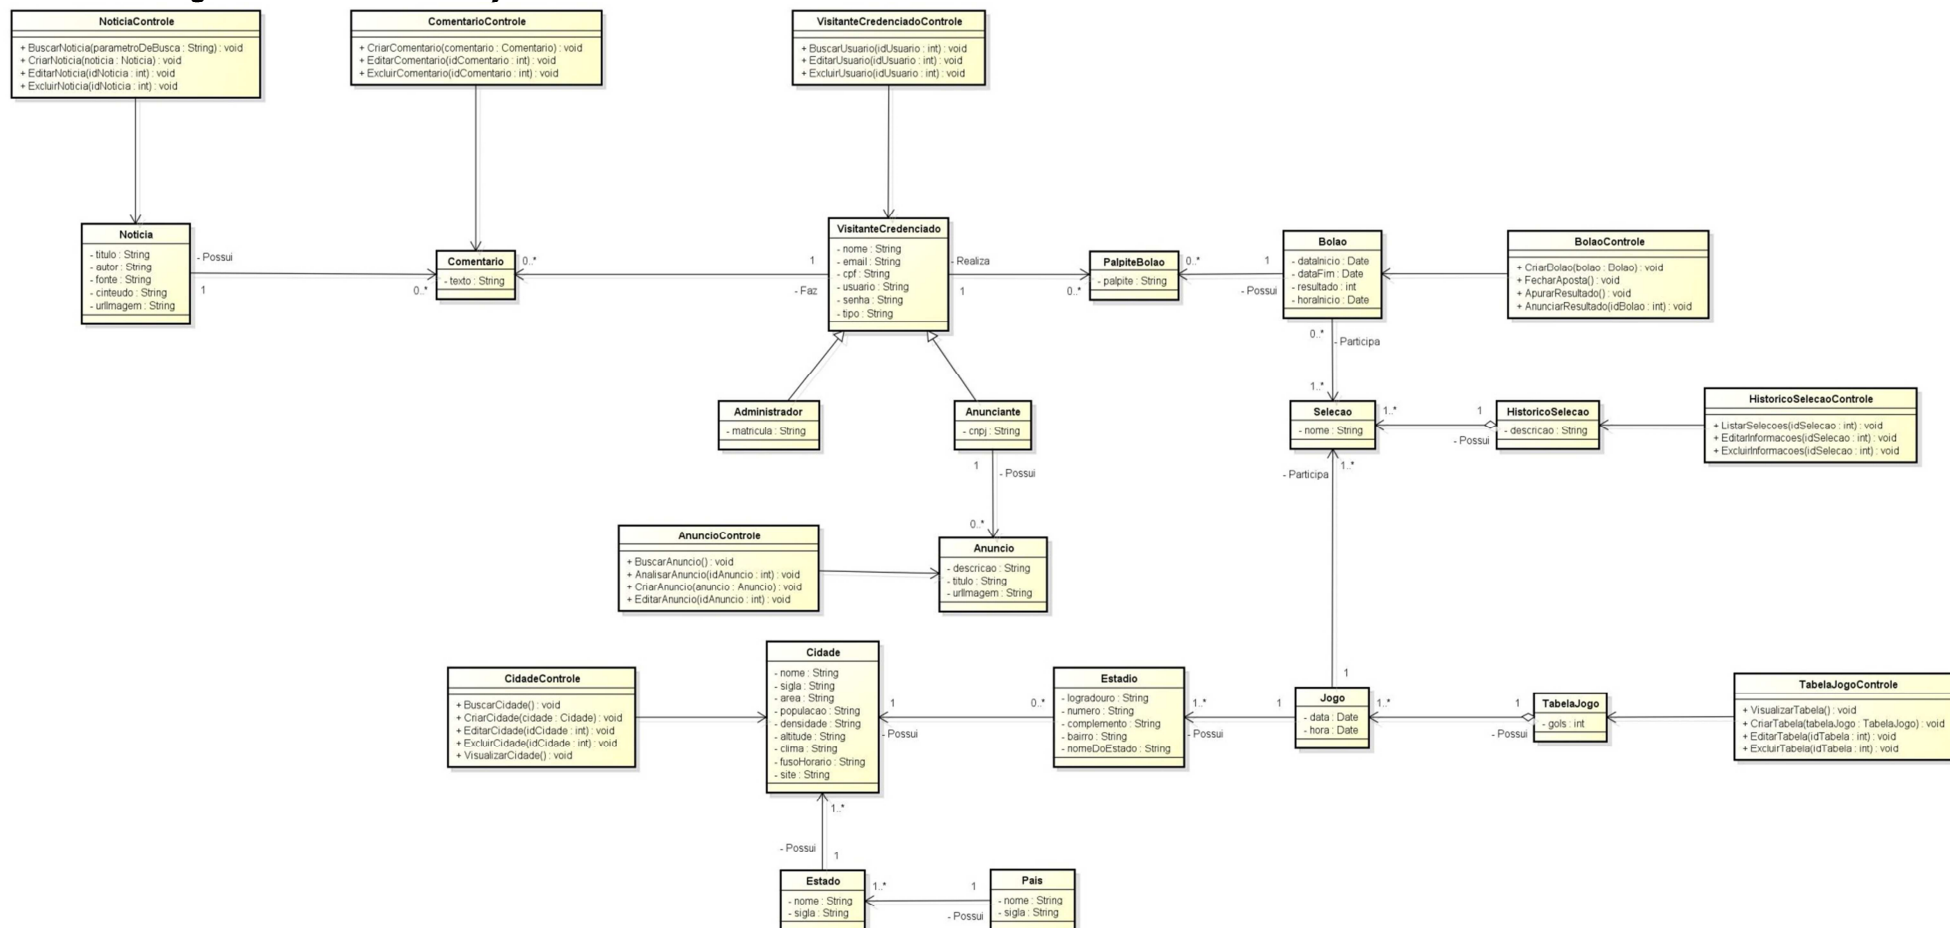 NoticiaControle
+ BuscarNoticia(parametroDeBusca : String) : void
+ CriarNoticia(noticia : Noticia) : void
+ EditarNoticia(idNoticia : int) : void
+ ExcluirNoticia(idNoticia : int) : void
ComentarioControle
+ CriarComentario(comentario : Comentario) : void
+ EditarComentario(idComentario : int) : void
+ ExcluirComentario(idComentario : int) : void
VisitanteCredenciadoControle
+ BuscarUsuario(idUsuario : int) : void
+ EditarUsuario(idUsuario : int) : void
+ ExcluirUsuario(idUsuario : int) : void
Noticia
- titulo : String
- autor : String
- fonte : String
- cinteudo : String
- urlImagem : String
- Possui
1
0..*
Comentario
- texto : String
0..*
1
- Faz
VisitanteCredenciado
- nome : String
- email : String
- cpf : String
- usuario : String
- senha : String
- tipo : String
- Realiza
1
0..*
PalpiteBolao
- palpite : String
0..*
1
- Possui
Bolao
- dataInicio : Date
- dataFim : Date
- resultado : int
- horaInicio : Date
BolaoControle
+ CriarBolao(bolao : Bolao) : void
+ FecharAposta() : void
+ ApurarResultado() : void
+ AnunciarResultado(idBolao : int) : void
0..*
- Participa
1..*
Administrador
- matricula : String
Anunciante
- cnpj : String
Selecao
- nome : String
1..*
1
- Possui
HistoricoSelecao
- descricao : String
HistoricoSelecaoControle
+ ListarSelecoes(idSelecao : int) : void
+ EditarInformacoes(idSelecao : int) : void
+ ExcluirInformacoes(idSelecao : int) : void
1
- Possui
0..*
- Participa
1..*
1
AnuncioControle
+ BuscarAnuncio() : void
+ AnalisarAnuncio(idAnuncio : int) : void
+ CriarAnuncio(anuncio : Anuncio) : void
+ EditarAnuncio(idAnuncio : int) : void
Anuncio
- descricao : String
- titulo : String
- urlImagem : String
CidadeControle
+ BuscarCidade() : void
+ CriarCidade(cidade : Cidade) : void
+ EditarCidade(idCidade : int) : void
+ ExcluirCidade(idCidade : int) : void
+ VisualizarCidade() : void
Cidade
- nome : String
- sigla : String
- area : String
- populacao : String
- densidade : String
- altitude : String
- clima : String
- fusoHorario : String
- site : String
1
- Possui
0..*
Estadio
- logradouro : String
- numero : String
- complemento : String
- bairro : String
- nomeDoEstado : String
1..*
- Possui
1
Jogo
- data : Date
- hora : Date
1..*
1
- Possui
TabelaJogo
- gols : int
TabelaJogoControle
+ VisualizarTabela() : void
+ CriarTabela(tabelaJogo : TabelaJogo) : void
+ EditarTabela(idTabela : int) : void
+ ExcluirTabela(idTabela : int) : void
1..*
- Possui
1
Estado
- nome : String
- sigla : String
1..*
1
- Possui
Pais
- nome : String
- sigla : String